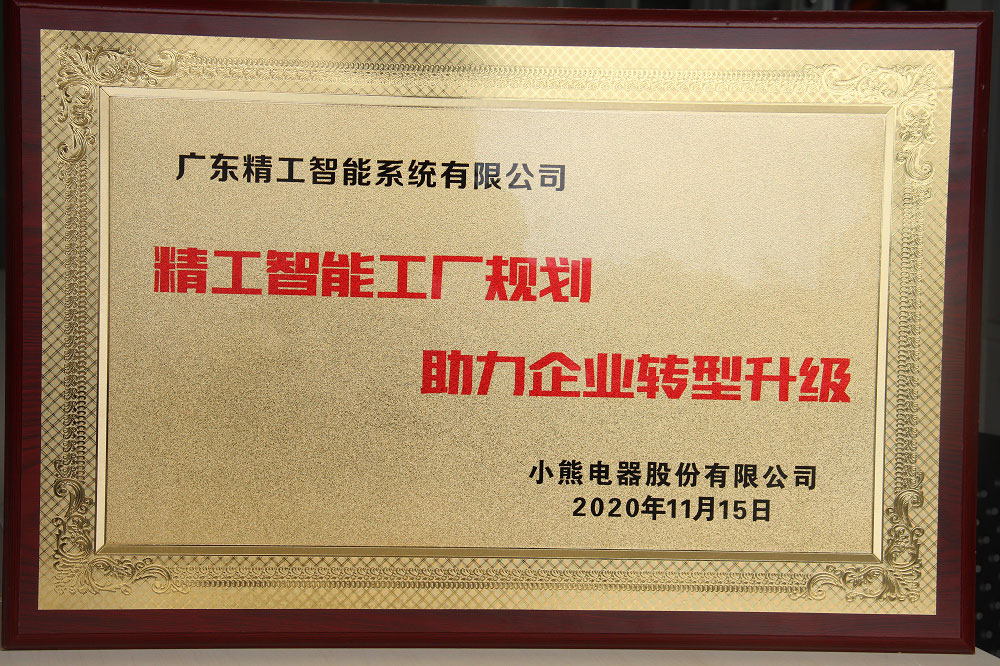 广东精工智能系统有限公司
精工智能工厂规划
助力企业转型升级
小熊电器股份有限公司
2020年11月15日